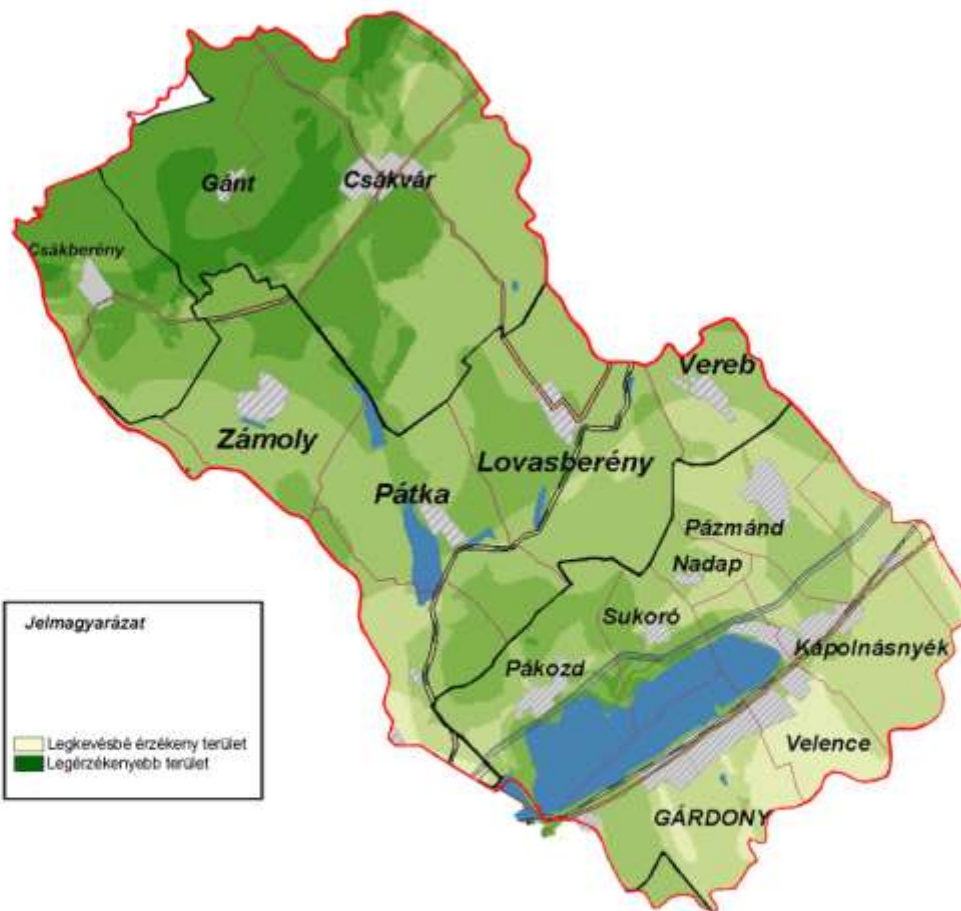 Gánt
Csákvár
Csákberény
Vereb
Zámoly
Lovasberény
Pátka
Pázmánd
Nadap
Sukoró
Kápolnásnyék
Pákozd
Velence
GÁRDONY
Jelmagyarázat
Legkevésbé érzékeny terület
Legérzékenyebb terület